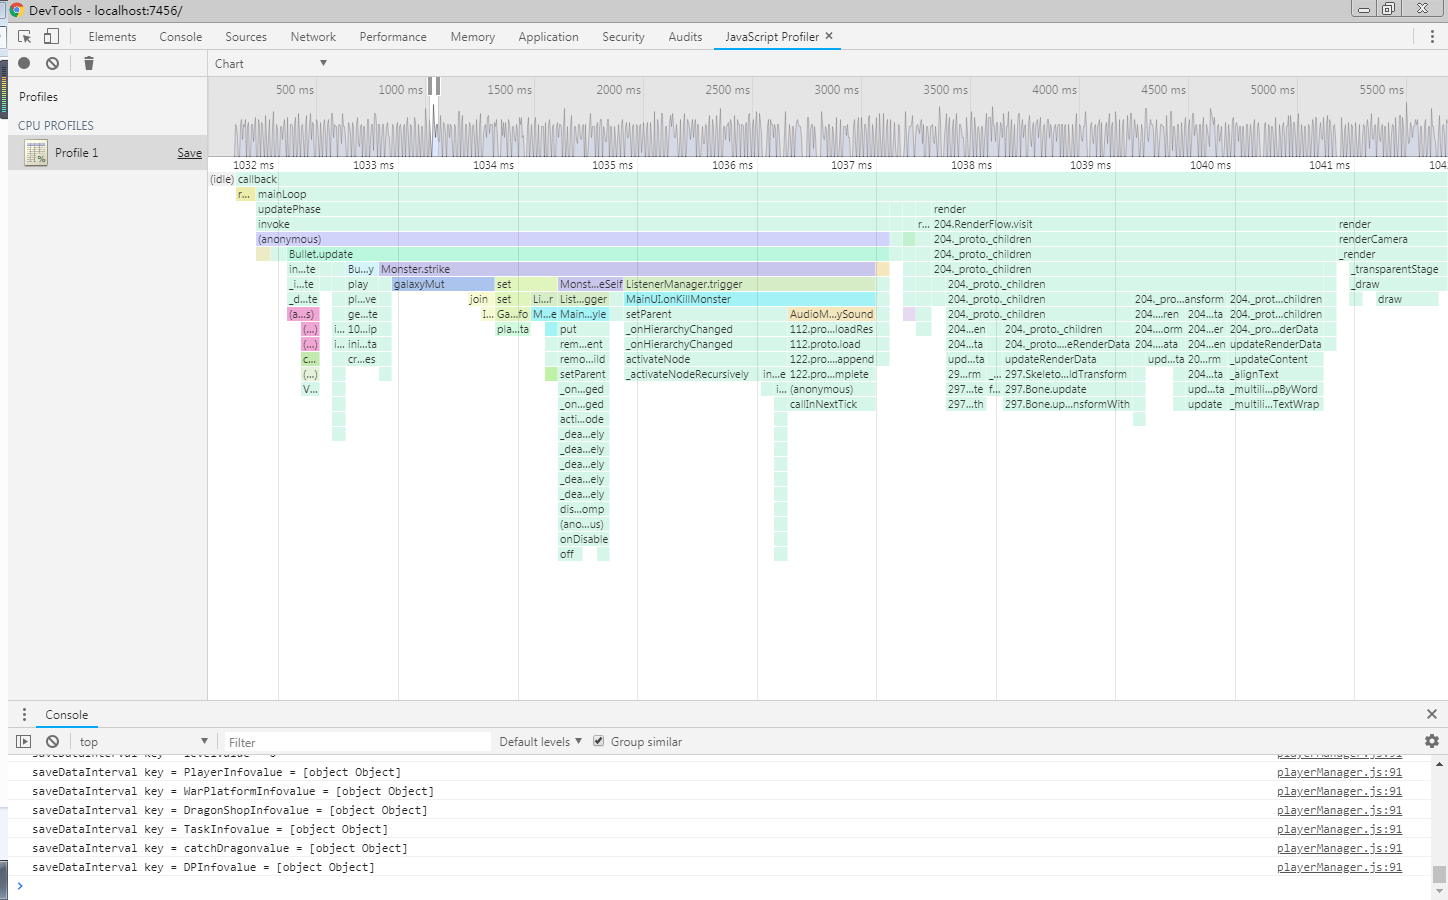 DevTools - localhost:7456/
Elements Console Sources Network Performance Memory Application Security Audits JavaScript Profiler ×
Chart ▼
Profiles
CPU PROFILES
Profile 1 Save
500 ms 1000 ms 1500 ms 2000 ms 2500 ms 3000 ms 3500 ms 4000 ms 4500 ms 5000 ms 5500 ms
1032 ms 1033 ms 1034 ms 1035 ms 1036 ms 1037 ms 1038 ms 1039 ms 1040 ms 1041 ms
(idle) callback
r... mainLoop
updatePhase render
invoke r... 204.RenderFlow.visit render
(anonymous) 204._proto._children renderCamera
Bullet.update 204._proto._children _render
in...te Bu...y Monster.strike 204._proto._children _transparentStage
_i...te play galaxyMut set Monst...eSelf ListenerManager.trigger 204._proto._children _draw
_d...te pl...ve join set Li...r List...gger MainUI.onKillMonster 204._proto._children 204._pro...ansform 204._prot...children draw
(a...s) ge...te I... Ga...fo M...e Main...yle setParent AudioM...ySound 204._proto._children 204....ren 204....ta 204._pro...children
(...) i... 10...ip pla...ta put _onHierarchyChanged 112.pro...loadRes 204....en 204._proto._children 204....orm 204....er 204._pro...derData
(...) i... ini...ta rem...ent _onHierarchyChanged 112.proto.load 204....ta 204._proto...eRenderData 204....ata 204....en updateRenderData
c... cr...es remo...ild activateNode 122.pro...append upd...ta updateRenderData upd...ta 20...rm _updateContent
(...) setParent _activateNodeRecursively in...e 122.pro...mplete 29...rm _... 297.Skeleto...ldTransform 204....ta _alignText
V... _on...ged i... (anonymous) 297...te f... 297.Bone.update upd...ta _multili...pByWord
_on...ged callInNextTick 297...th 297.Bone.up...nsformWith update _multili...TextWrap
acti...ode
_dea...ely
_dea...ely
_dea...ely
_dea...ely
_dea...ely
dis...omp
(ano...us)
onDisable
off
Console
top ▼ Filter Default levels ▼ Group similar
saveDataInterval key = PlayerInfovalue = [object Object] playerManager.js:91
saveDataInterval key = WarPlatformInfovalue = [object Object] playerManager.js:91
saveDataInterval key = DragonShopInfovalue = [object Object] playerManager.js:91
saveDataInterval key = TaskInfovalue = [object Object] playerManager.js:91
saveDataInterval key = catchDragonvalue = [object Object] playerManager.js:91
saveDataInterval key = DPInfovalue = [object Object] playerManager.js:91
>